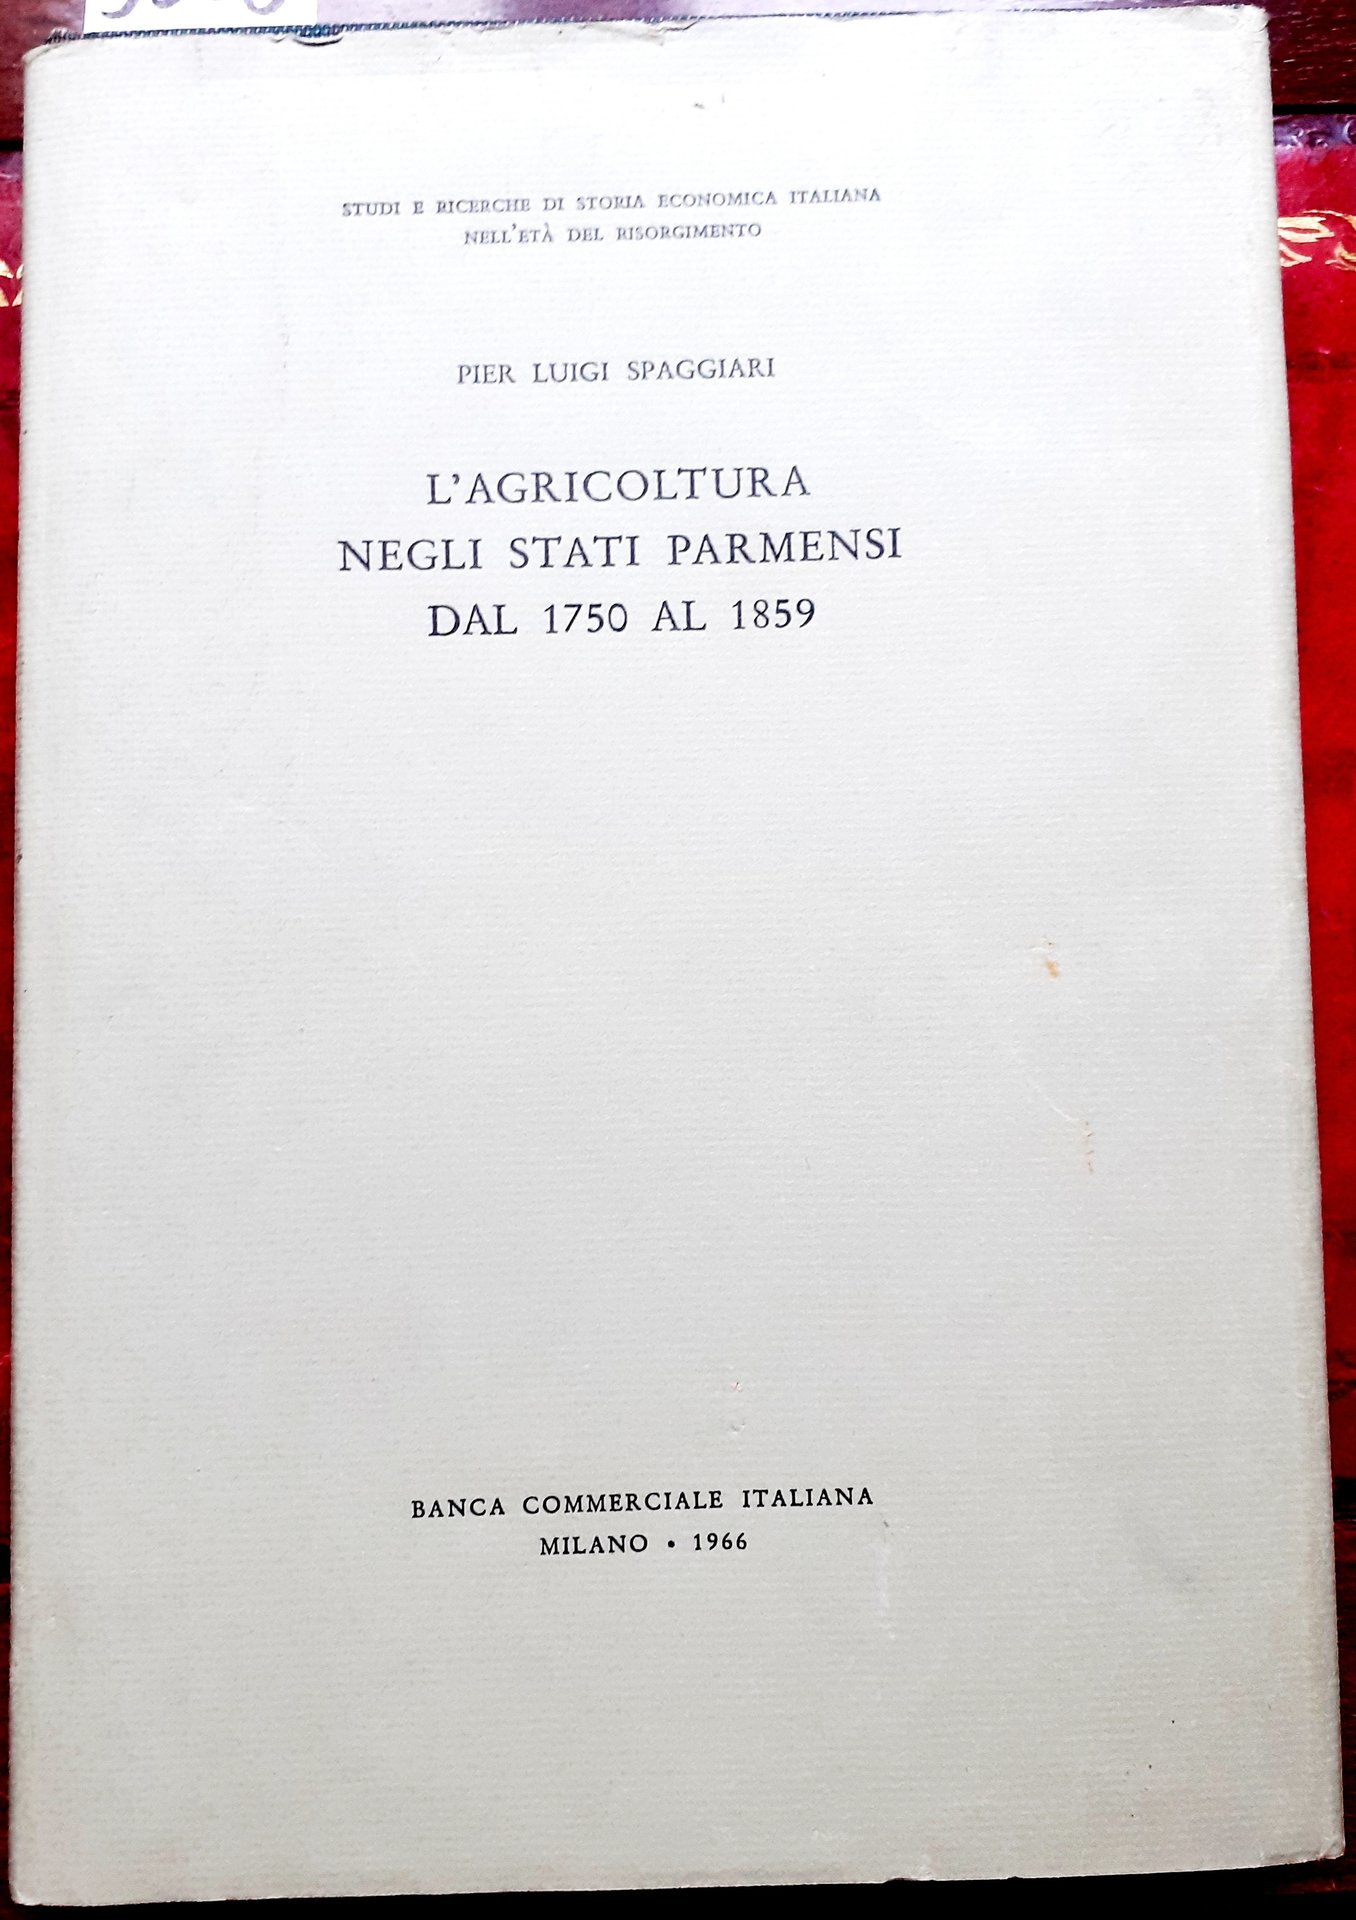 STUDI E RICERCHE DI STORIA ECONOMICA ITALIANA
NELL'ETÀ DEL RISORGIMENTO
PIER LUIGI SPAGGIARI
L'AGRICOLTURA
NEGLI STATI PARMENSI
DAL 1750 AL 1859
BANCA COMMERCIALE ITALIANA
MILANO • 1966